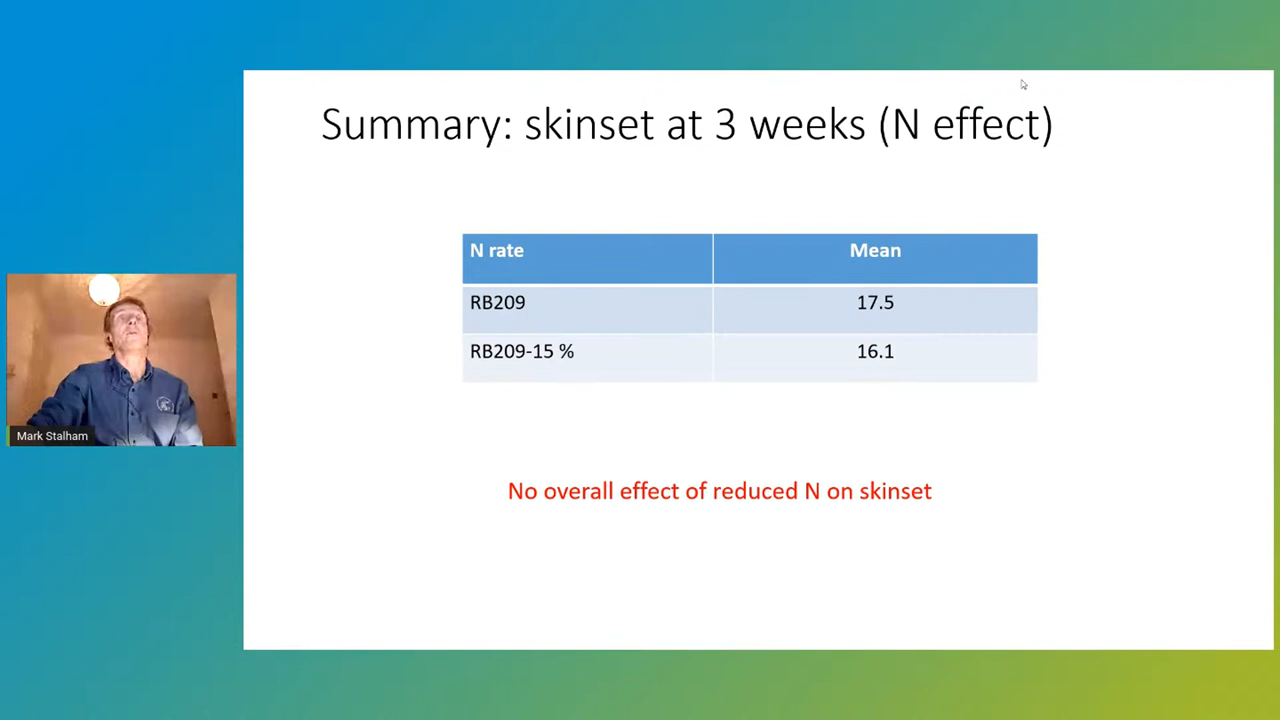 Summary: skinset at 3 weeks (N effect)
N rate Mean
RB209 17.5
RB209-15 % 16.1
Mark Stalham
No overall effect of reduced N on skinset